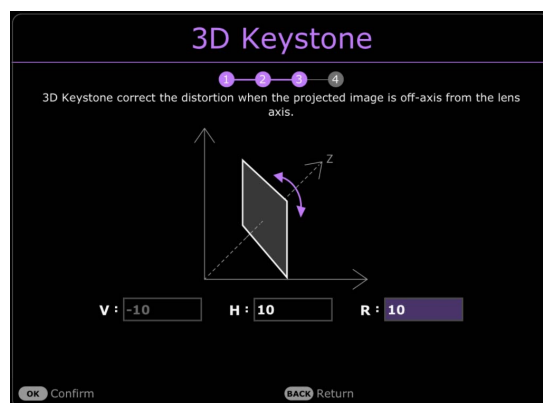 3D Keystone
1 2 3 4
3D Keystone correct the distortion when the projected image is off-axis from the lens
axis.
Z
V : -10 H : 10 R : 10
OK Confirm BACK Return